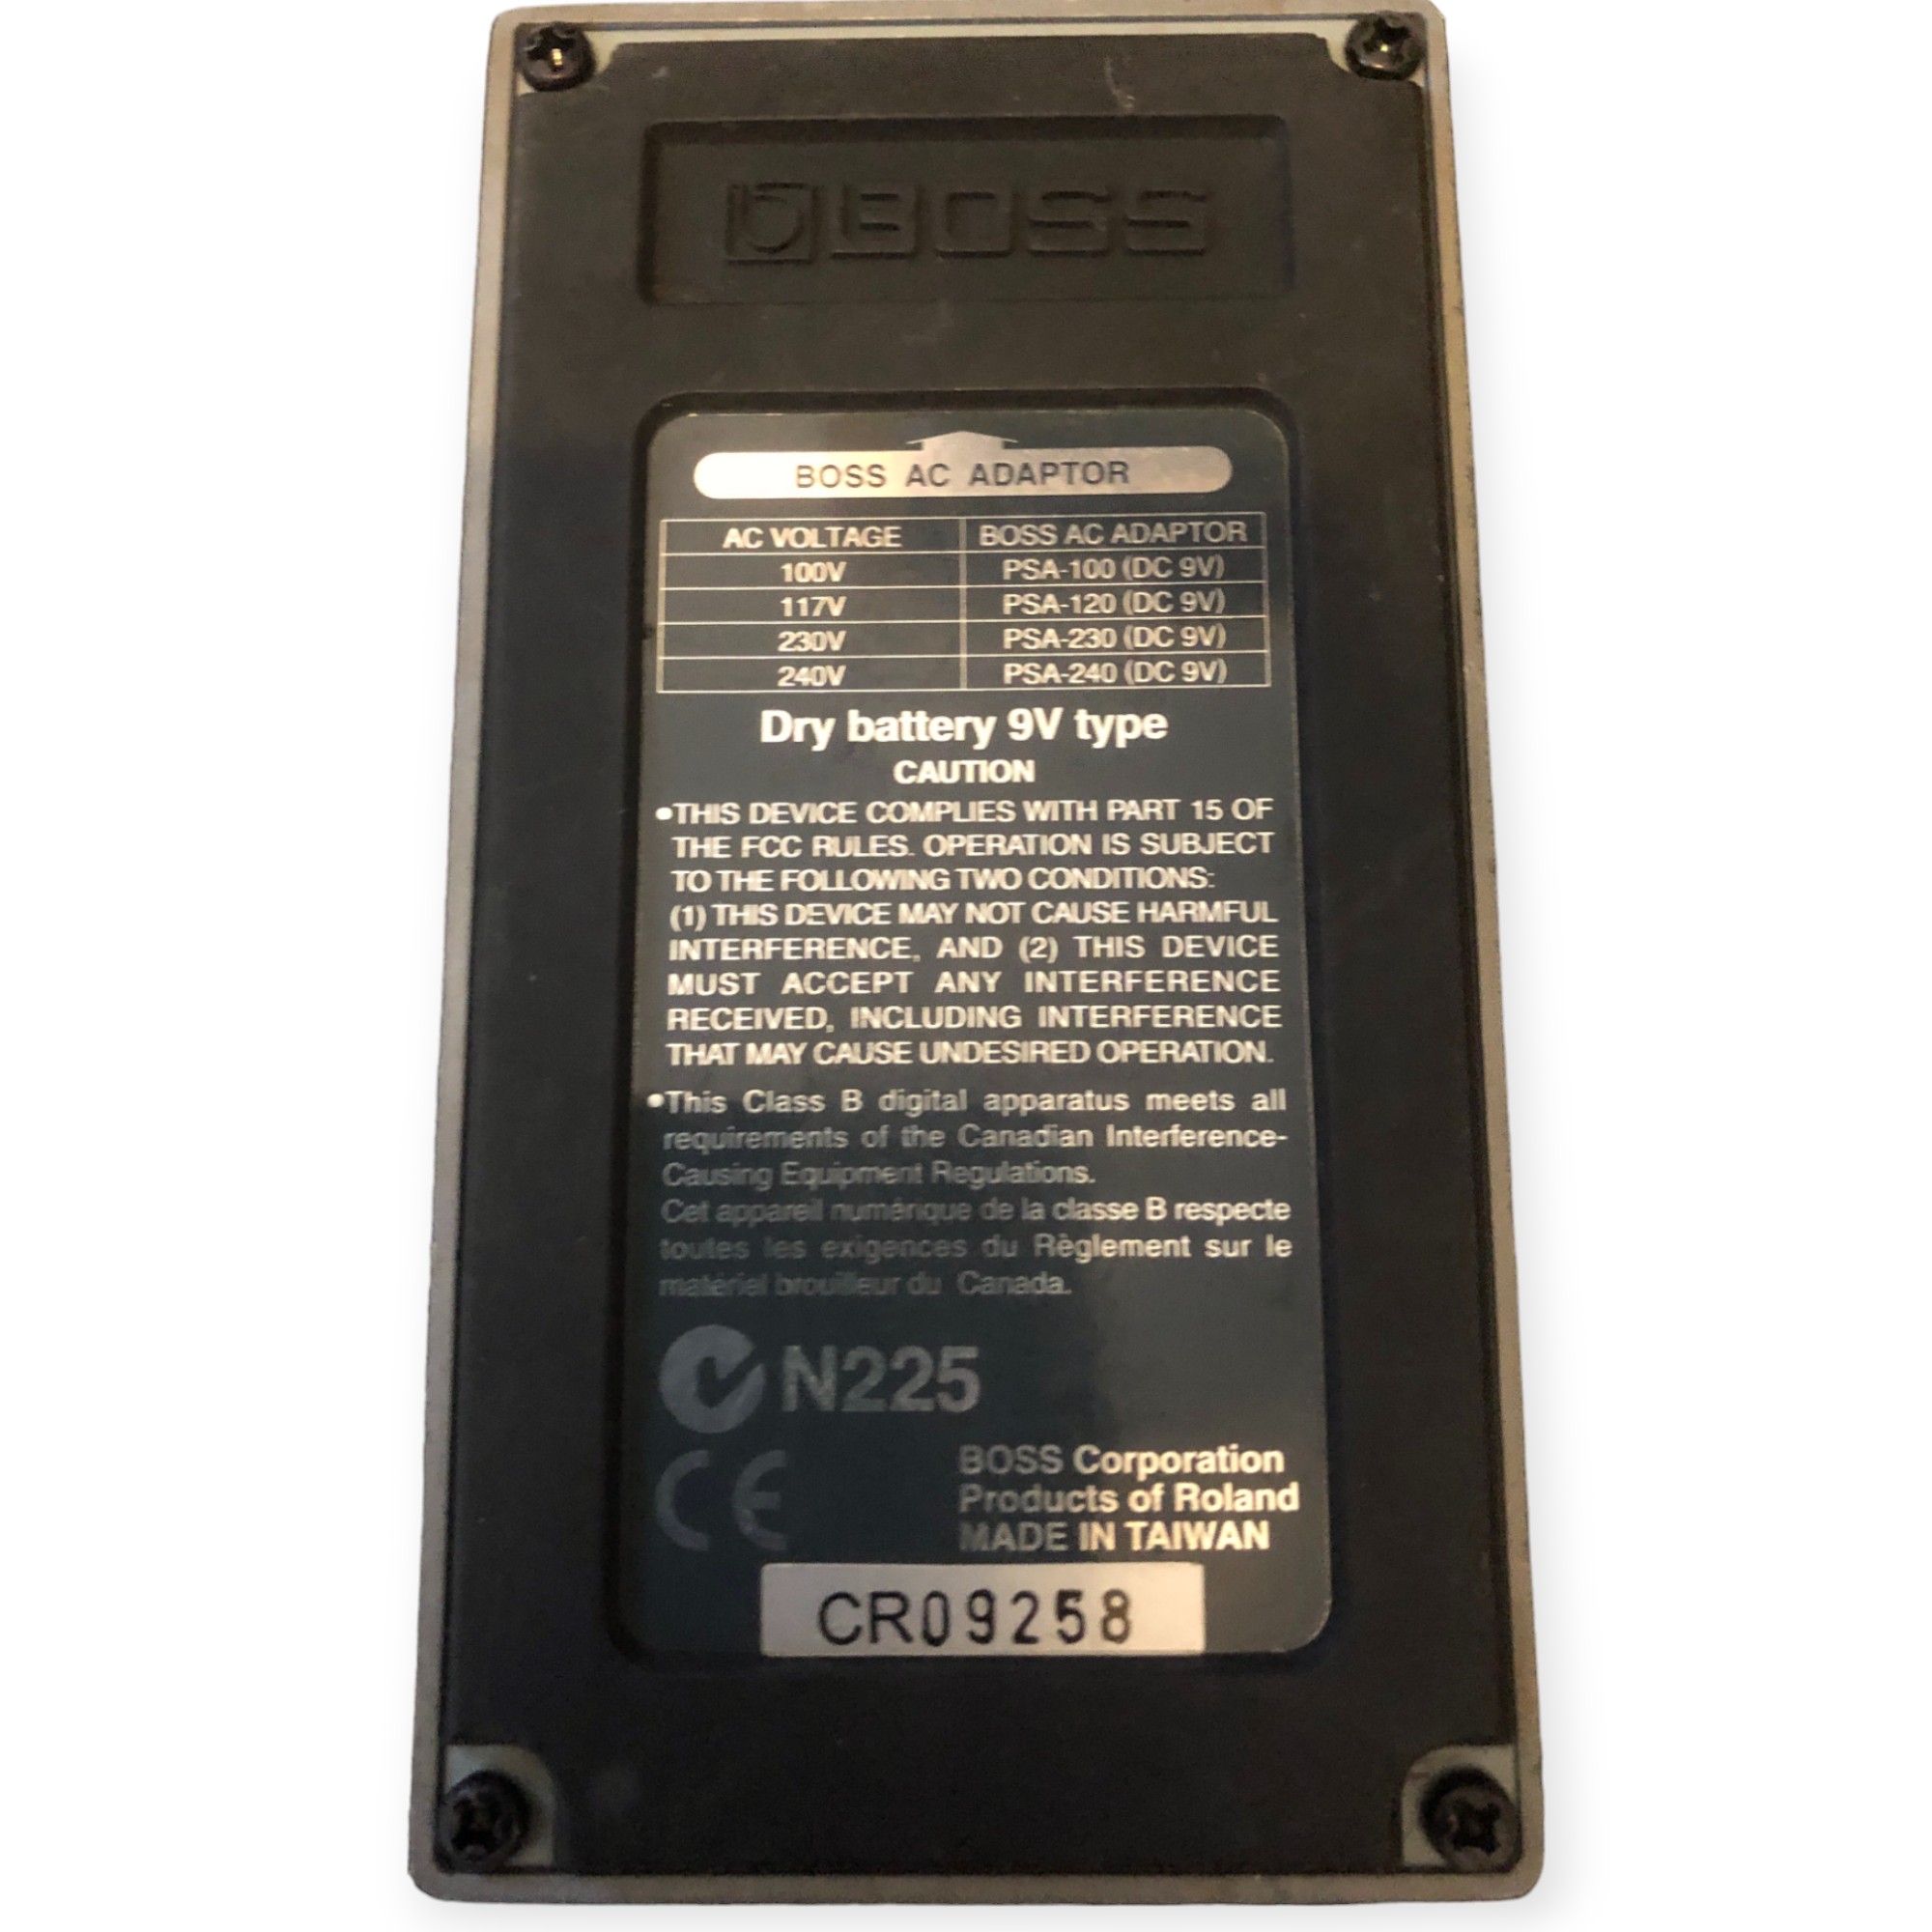 BOSS
BOSS AC ADAPTOR
AC VOLTAGE BOSS AC ADAPTOR
100V PSA-100 (DC 9V)
117V PSA-120 (DC 9V)
230V PSA-230 (DC 9V)
240V PSA-240 (DC 9V)
Dry battery 9V type
CAUTION
•THIS DEVICE COMPLIES WITH PART 15 OF
THE FCC RULES. OPERATION IS SUBJECT
TO THE FOLLOWING TWO CONDITIONS:
(1) THIS DEVICE MAY NOT CAUSE HARMFUL
INTERFERENCE, AND (2) THIS DEVICE
MUST ACCEPT ANY INTERFERENCE
RECEIVED, INCLUDING INTERFERENCE
THAT MAY CAUSE UNDESIRED OPERATION.
•This Class B digital apparatus meets all
requirements of the Canadian Interference-
Causing Equipment Regulations.
Cet appareil numérique de la classe B respecte
toutes les exigences du Règlement sur le
matériel brouilleur du Canada.
N225
CE
BOSS Corporation
Products of Roland
MADE IN TAIWAN
CR09258